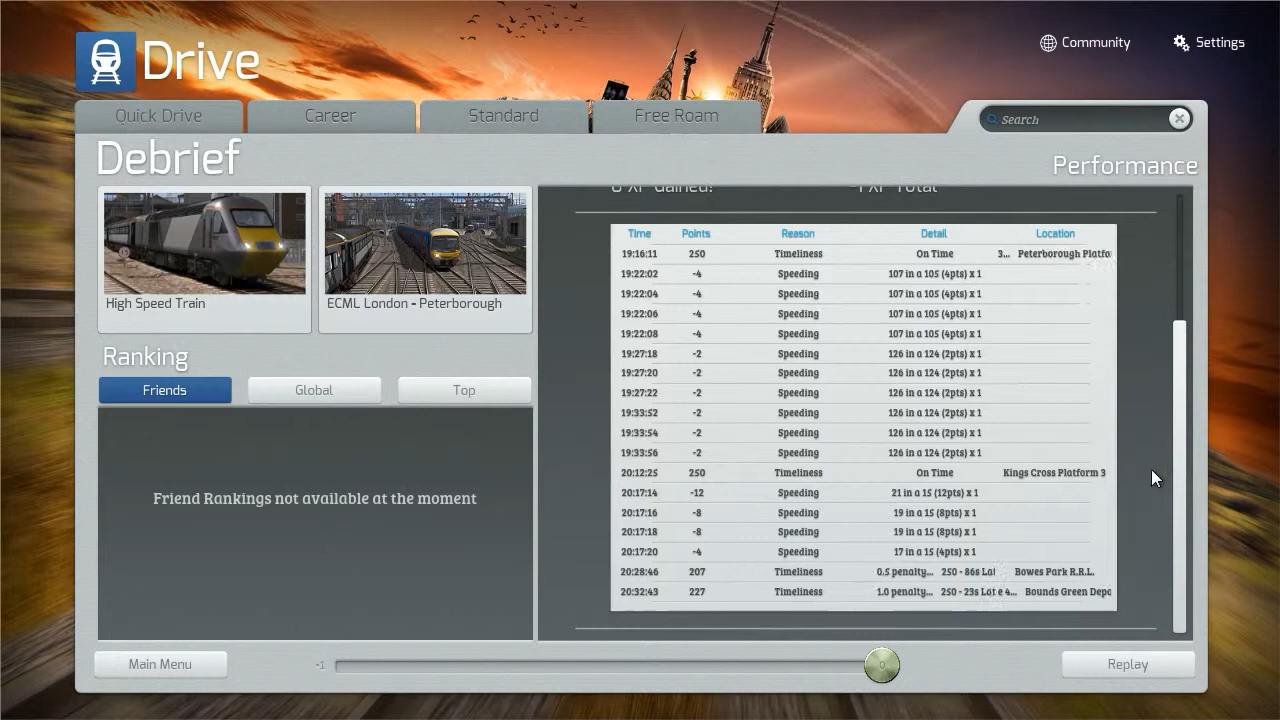 Drive
Community
Settings
Quick Drive
Career
Standard
Free Roam
Search
Debrief
Performance
High Speed Train
ECML London - Peterborough
Ranking
Friends
Global
Top
Friend Rankings not available at the moment
Time Points Reason Detail Location
19:16:11 250 Timeliness On Time 3... Peterborough Platfo
19:22:02 -4 Speeding 107 in a 105 (4pts) x 1
19:22:04 -4 Speeding 107 in a 105 (4pts) x 1
19:22:06 -4 Speeding 107 in a 105 (4pts) x 1
19:22:08 -4 Speeding 107 in a 105 (4pts) x 1
19:27:18 -2 Speeding 126 in a 124 (2pts) x 1
19:27:20 -2 Speeding 126 in a 124 (2pts) x 1
19:27:22 -2 Speeding 126 in a 124 (2pts) x 1
19:33:52 -2 Speeding 126 in a 124 (2pts) x 1
19:33:54 -2 Speeding 126 in a 124 (2pts) x 1
19:33:56 -2 Speeding 126 in a 124 (2pts) x 1
20:12:25 250 Timeliness On Time Kings Cross Platform 3
20:17:14 -12 Speeding 21 in a 15 (12pts) x 1
20:17:16 -8 Speeding 19 in a 15 (8pts) x 1
20:17:18 -8 Speeding 19 in a 15 (8pts) x 1
20:17:20 -4 Speeding 17 in a 15 (4pts) x 1
20:28:46 207 Timeliness 0.5 penalty... 250 - 86s Lat Bowes Park R.R.L.
20:32:43 227 Timeliness 1.0 penalty... 250 - 23s Late 4... Bounds Green Depo
Main Menu
-1
0
Replay